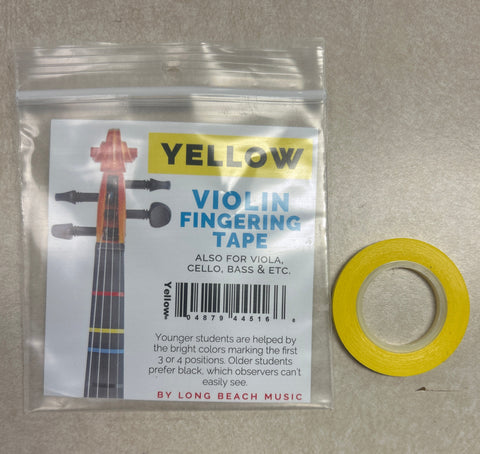 YELLOW
VIOLIN
FINGERING
TAPE
ALSO FOR VIOLA,
CELLO, BASS & ETC.
Yellow
04879 44516
Younger students are helped by
the bright colors marking the first
3 or 4 positions. Older students
prefer black, which observers can't
easily see.
BY LONG BEACH MUSIC